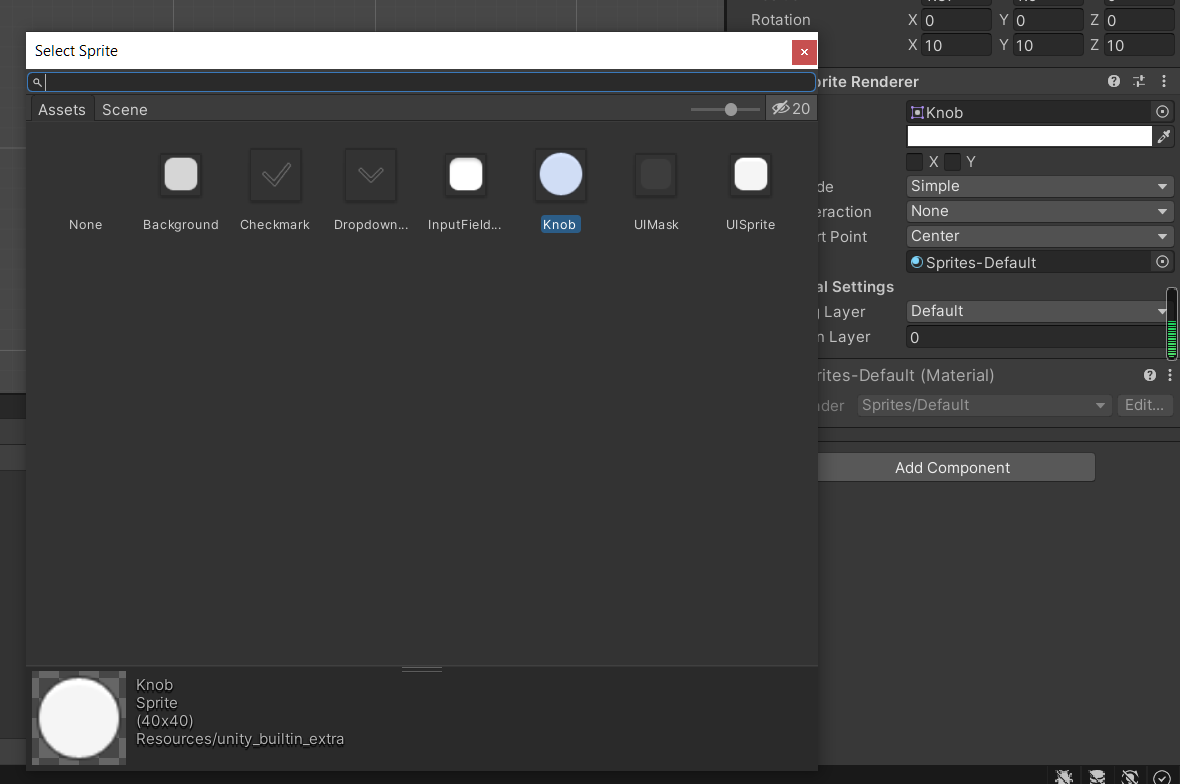 Rotation X 0 Y 0 Z 0
X 10 Y 10 Z 10
Select Sprite
Assets Scene 20
None Background Checkmark Dropdown... InputField... Knob UIMask UISprite
Knob
Sprite
(40x40)
Resources/unity_builtin_extra
rite Renderer
Knob
X Y
de Simple
eraction None
rt Point Center
Sprites-Default
al Settings
Layer Default
n Layer 0
rites-Default (Material)
der Sprites/Default Edit...
Add Component